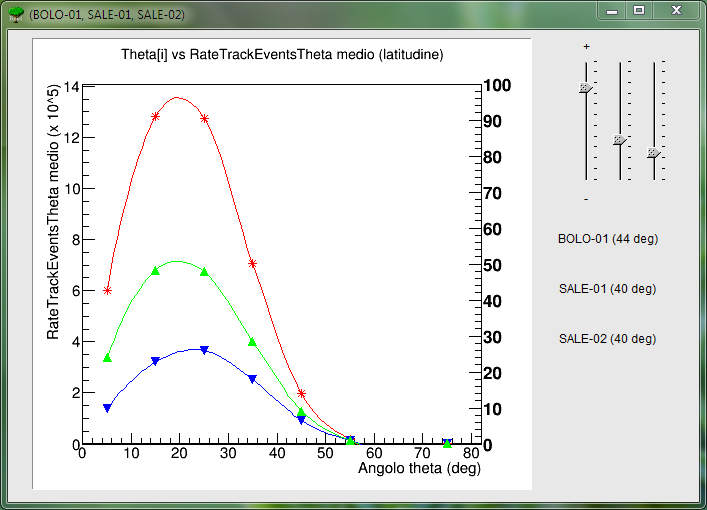 (BOLO-01, SALE-01, SALE-02)
Theta[i] vs RateTrackEventsTheta medio (latitudine)
RateTrackEventsTheta medio (x 10^5)
14
12
10
8
6
4
2
0
100
90
80
70
60
50
40
30
20
10
0
0 10 20 30 40 50 60 70 80
Angolo theta (deg)
+
-
BOLO-01 (44 deg)
SALE-01 (40 deg)
SALE-02 (40 deg)